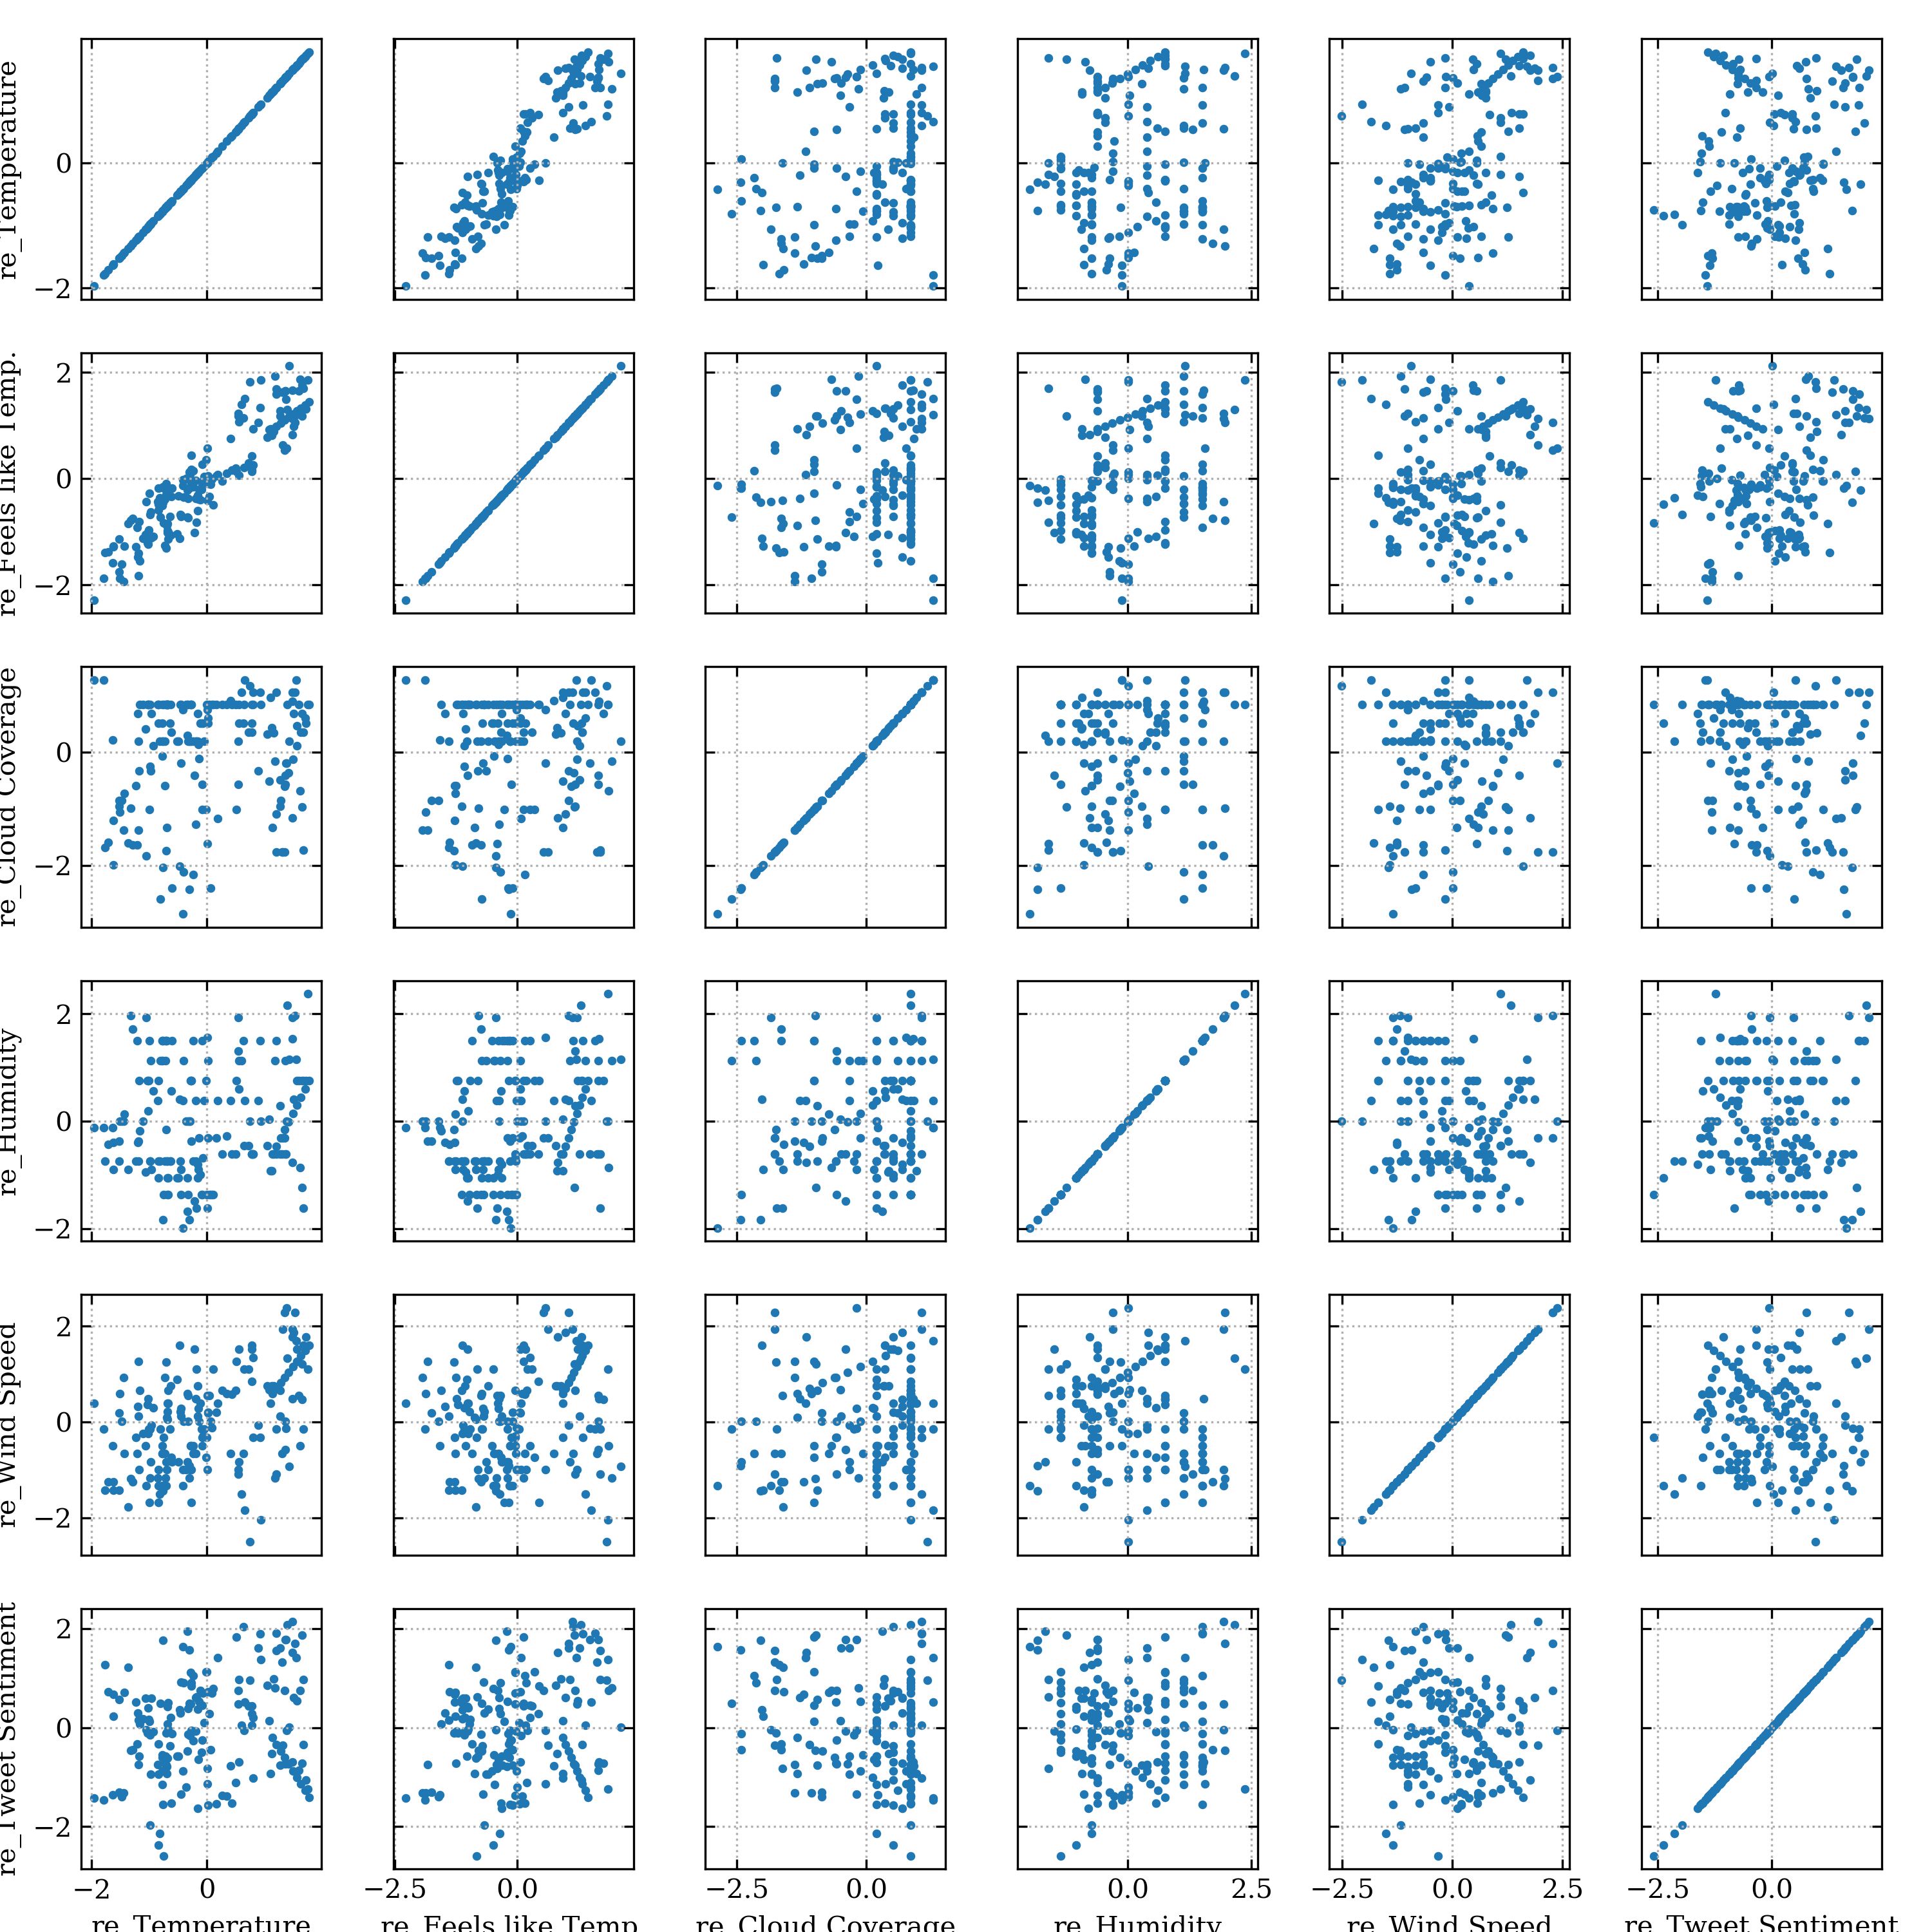 re_Temperature
0
−2
re_Feels like Temp.
2
0
−2
re_Cloud Coverage
0
−2
re_Humidity
2
0
−2
re_Wind Speed
2
0
−2
re_Tweet Sentiment
2
0
−2
−2 0 −2.5 0.0 −2.5 0.0 0.0 2.5 −2.5 0.0 2.5 −2.5 0.0
re_Temperature re_Feels like Temp re_Cloud Coverage re_Humidity re_Wind Speed re_Tweet Sentiment